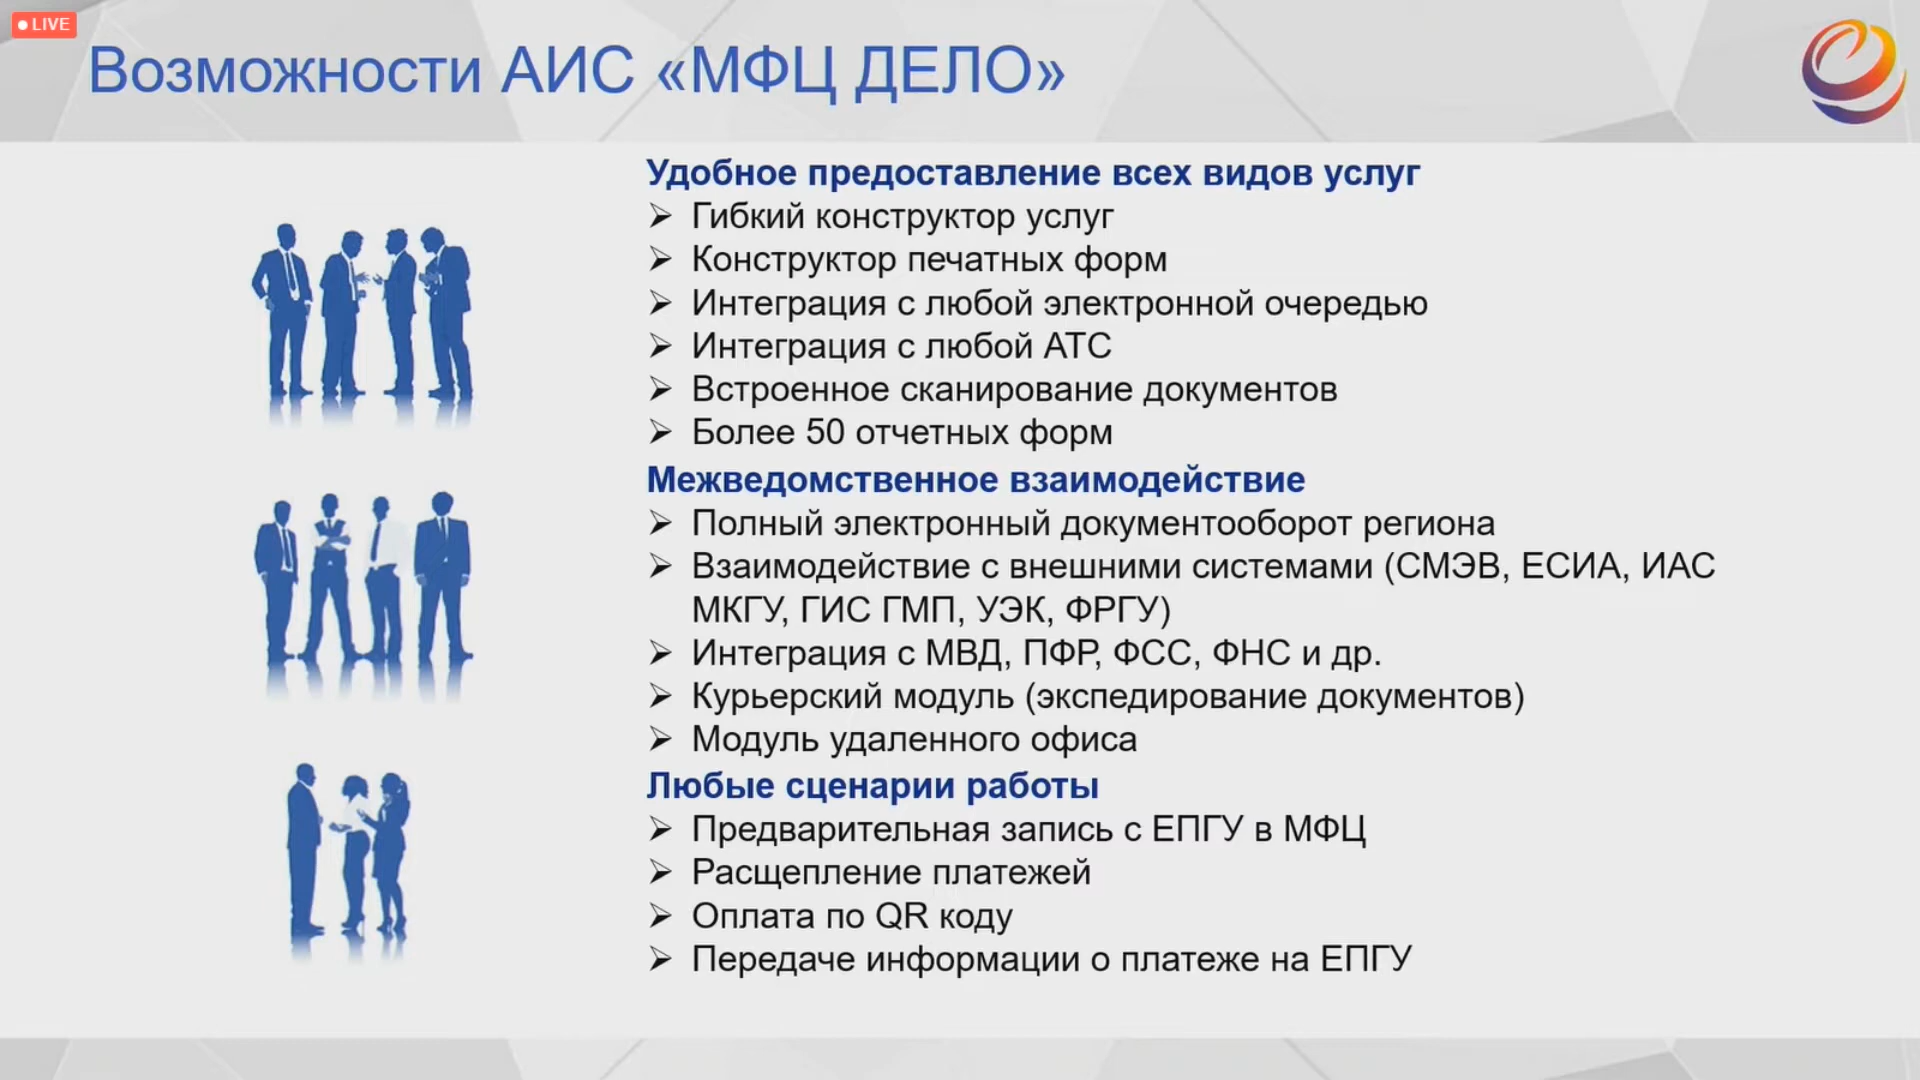 LIVE
Возможности АИС «МФЦ ДЕЛО»
Удобное предоставление всех видов услуг
Гибкий конструктор услуг
Конструктор печатных форм
Интеграция с любой электронной очередью
Интеграция с любой АТС
Встроенное сканирование документов
Более 50 отчетных форм
Межведомственное взаимодействие
Полный электронный документооборот региона
Взаимодействие с внешними системами (СМЭВ, ЕСИА, ИАС
МКГУ, ГИС ГМП, УЭК, ФРГУ)
Интеграция с МВД, ПФР, ФСС, ФНС и др.
Курьерский модуль (экспедирование документов)
Модуль удаленного офиса
Любые сценарии работы
Предварительная запись с ЕПГУ в МФЦ
Расщепление платежей
Оплата по QR коду
Передаче информации о платеже на ЕПГУ